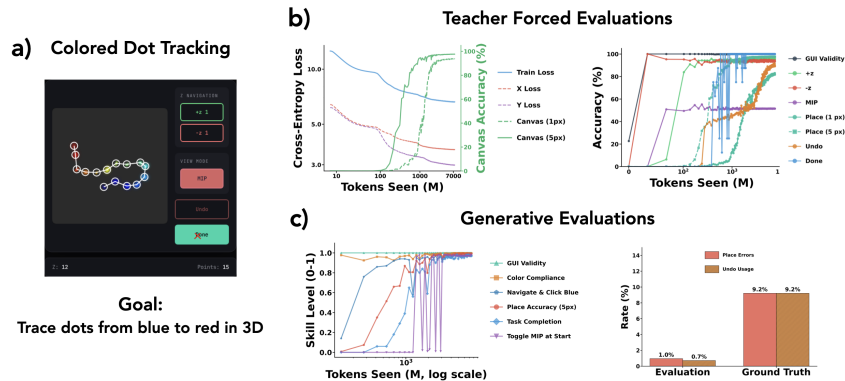 a)
Colored Dot Tracking
Z NAVIGATION
+z 1
-z 1
VIEW MODE
MIP
Undo
Done
Z: 12
Points: 15
Goal:
Trace dots from blue to red in 3D
b)
Teacher Forced Evaluations
Cross-Entropy Loss
10.0
5.0
3.0
10
100
1000
7000
Tokens Seen (M)
100
80
60
40
20
0
Canvas Accuracy (%)
Train Loss
X Loss
Y Loss
Canvas (1px)
Canvas (5px)
Accuracy (%)
100
80
60
40
20
0
0
10²
10³
1
Tokens Seen (M)
GUI Validity
+z
-z
MIP
Place (1 px)
Place (5 px)
Undo
Done
c)
Generative Evaluations
Skill Level (0-1)
1.0
0.8
0.6
0.4
0.2
0.0
10³
Tokens Seen (M, log scale)
GUI Validity
Color Compliance
Navigate & Click Blue
Place Accuracy (5px)
Task Completion
Toggle MIP at Start
Rate (%)
14
12
10
8
6
4
2
0
Place Errors
Undo Usage
1.0%
0.7%
9.2%
9.2%
Evaluation
Ground Truth